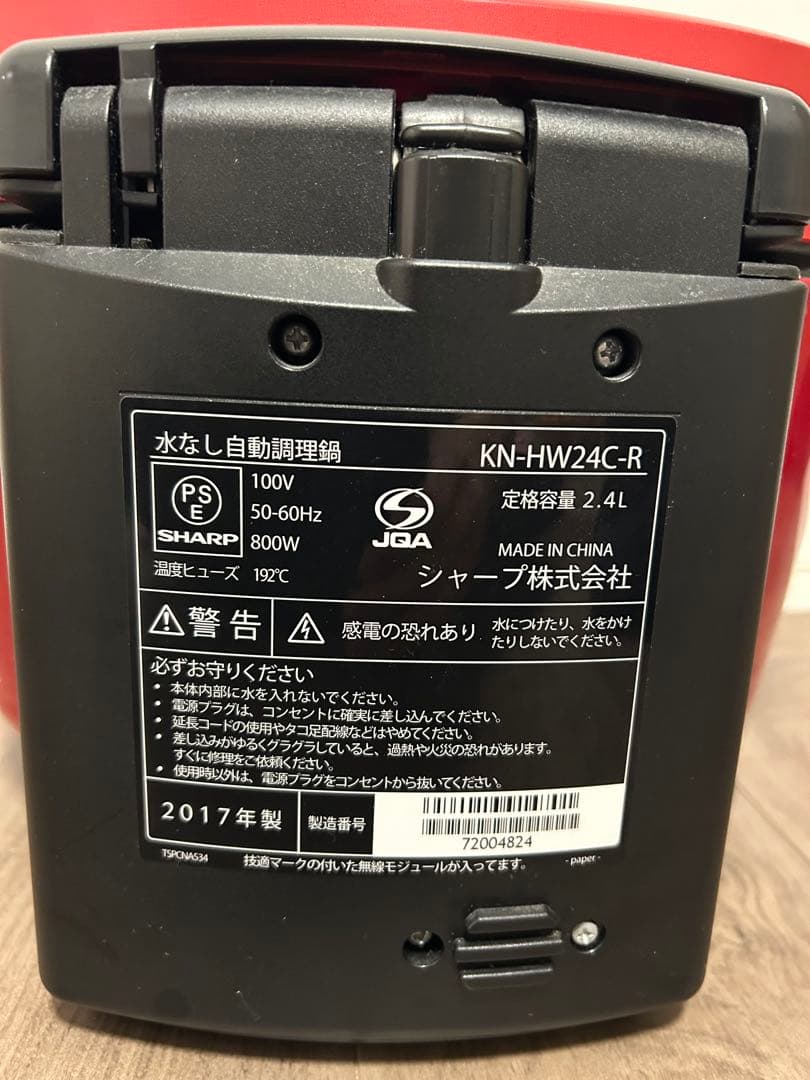 水なし自動調理鍋 KN-HW24C-R
PS
E
SHARP
100V
50-60Hz
800W
JQA
定格容量 2.4L
MADE IN CHINA
温度ヒューズ 192℃
シャープ株式会社
警告
感電の恐れあり
水につけたり、水をかけ
たりしないでください。
必ずお守りください
・本体内部に水を入れないでください。
・電源プラグは、コンセントに確実に差し込んでください。
・延長コードの使用やタコ足配線などはやめてください。
・差し込みがゆるくグラグラしていると、過熱や火災の恐れがあります。
すぐに修理をご依頼ください。
・使用時以外は、電源プラグをコンセントから抜いてください。
2017年製
製造番号
72004824
TSPCNA534
技適マークの付いた無線モジュールが入ってます。
- paper -